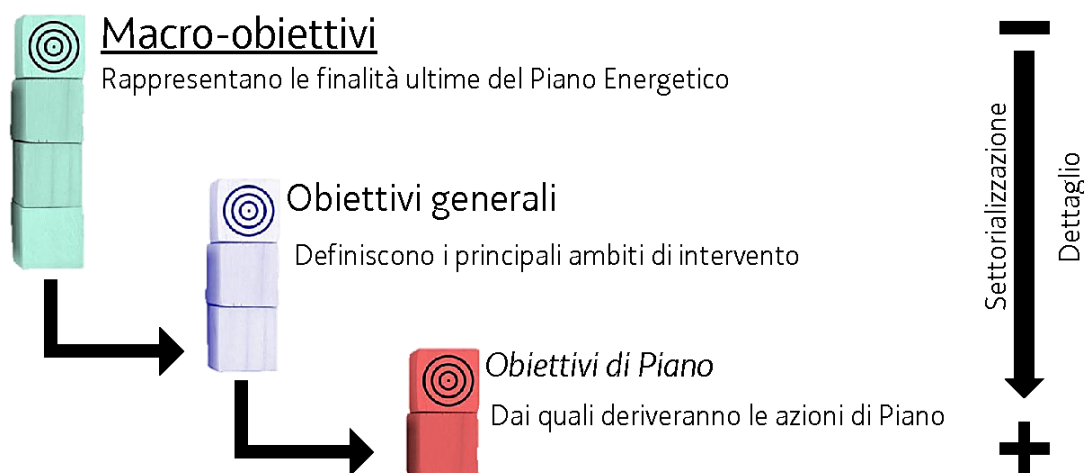 Macro-obiettivi
Rappresentano le finalità ultime del Piano Energetico
Obiettivi generali
Definiscono i principali ambiti di intervento
Obiettivi di Piano
Dai quali deriveranno le azioni di Piano
Settorializzazione
Dettaglio